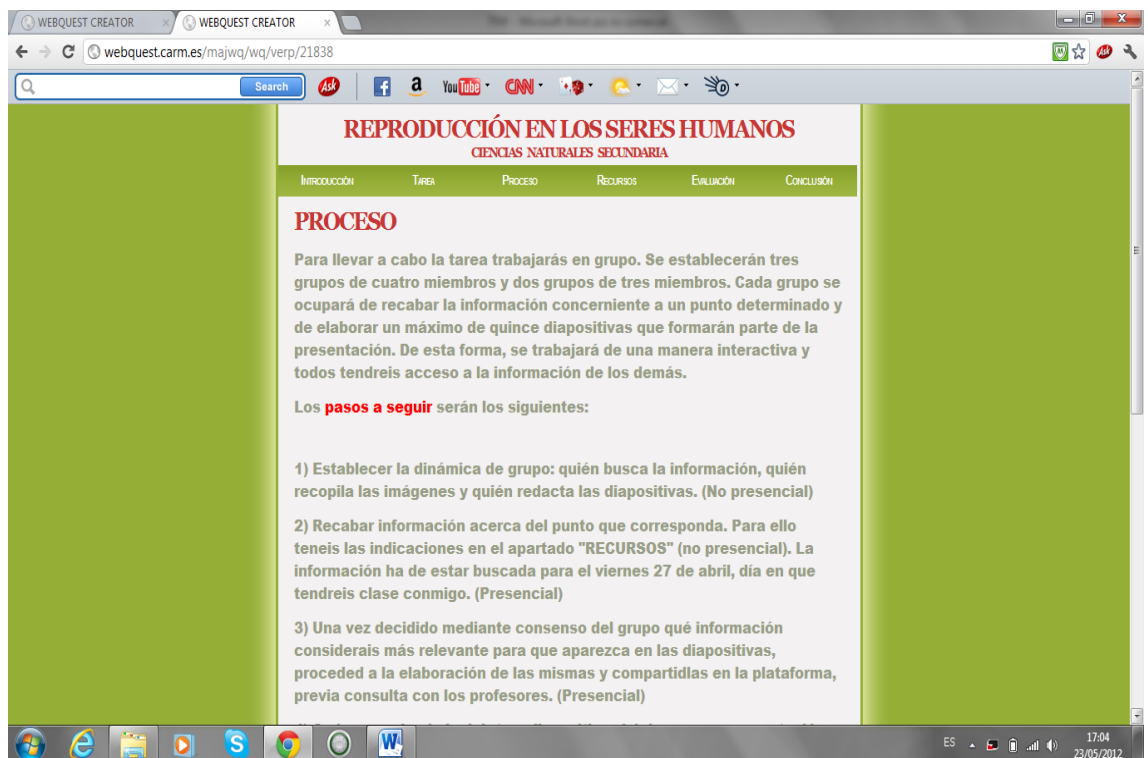 WEBQUEST CREATOR
WEBQUEST CREATOR
webquest.carm.es/majwq/wq/verp/21838
Search
Ask
f
a
You Tube
CNN
REPRODUCCIÓN EN LOS SERES HUMANOS
CIENCIAS NATURALES SECUNDARIA
INTRODUCCIÓN TAREA PROCESO RECURSOS EVALUACIÓN CONCLUSIÓN
PROCESO
Para llevar a cabo la tarea trabajarás en grupo. Se establecerán tres
grupos de cuatro miembros y dos grupos de tres miembros. Cada grupo se
ocupará de recabar la información concerniente a un punto determinado y
de elaborar un máximo de quince diapositivas que formarán parte de la
presentación. De esta forma, se trabajará de una manera interactiva y
todos tendreis acceso a la información de los demás.
Los pasos a seguir serán los siguientes:
1) Establecer la dinámica de grupo: quién busca la información, quién
recopila las imágenes y quién redacta las diapositivas. (No presencial)
2) Recabar información acerca del punto que corresponda. Para ello
teneis las indicaciones en el apartado "RECURSOS" (no presencial). La
información ha de estar buscada para el viernes 27 de abril, día en que
tendreis clase conmigo. (Presencial)
3) Una vez decidido mediante consenso del grupo qué información
considerais más relevante para que aparezca en las diapositivas,
proceded a la elaboración de las mismas y compartidlas en la plataforma,
previa consulta con los profesores. (Presencial)
ES
17:04
23/05/2012